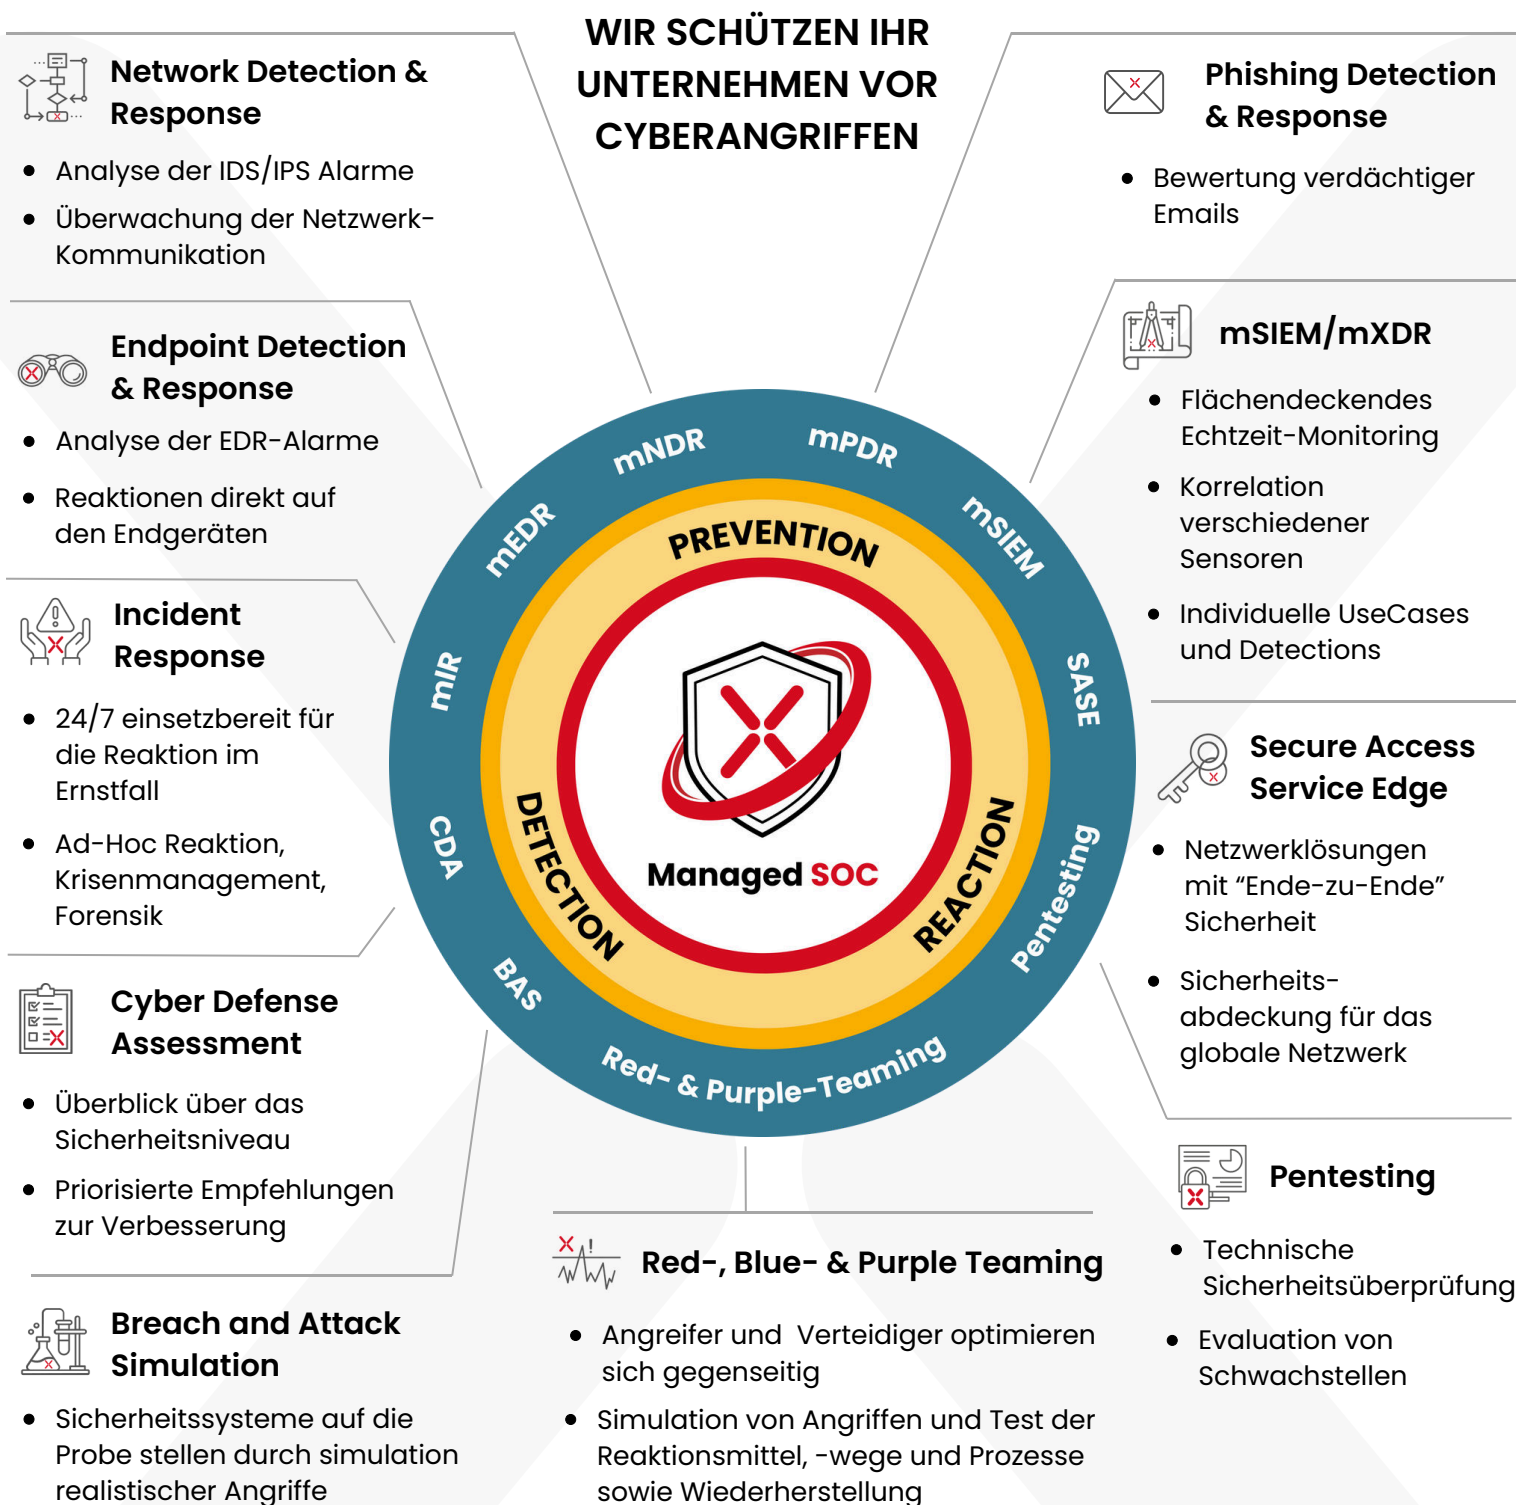 WIR SCHÜTZEN IHR
UNTERNEHMEN VOR
CYBERANGRIFFEN
Network Detection &
Response
Analyse der IDS/IPS Alarme
Überwachung der Netzwerk-
Kommunikation
Endpoint Detection
& Response
Analyse der EDR-Alarme
Reaktionen direkt auf
den Endgeräten
Incident
Response
24/7 einsetzbereit für
die Reaktion im
Ernstfall
Ad-Hoc Reaktion,
Krisenmanagement,
Forensik
Cyber Defense
Assessment
Überblick über das
Sicherheitsniveau
Priorisierte Empfehlungen
zur Verbesserung
Breach and Attack
Simulation
Sicherheitssysteme auf die
Probe stellen durch simulation
realistischer Angriffe
mNDR
mPDR
mSIEM
SASE
Pentesting
Red- & Purple-Teaming
BAS
CDA
mIR
mEDR
PREVENTION
DETECTION
REACTION
Managed SOC
Red-, Blue- & Purple Teaming
Angreifer und Verteidiger optimieren
sich gegenseitig
Simulation von Angriffen und Test der
Reaktionsmittel, -wege und Prozesse
sowie Wiederherstellung
Phishing Detection
& Response
Bewertung verdächtiger
Emails
mSIEM/mXDR
Flächendeckendes
Echtzeit-Monitoring
Korrelation
verschiedener
Sensoren
Individuelle UseCases
und Detections
Secure Access
Service Edge
Netzwerklösungen
mit “Ende-zu-Ende”
Sicherheit
Sicherheits-
abdeckung für das
globale Netzwerk
Pentesting
Technische
Sicherheitsüberprüfung
Evaluation von
Schwachstellen